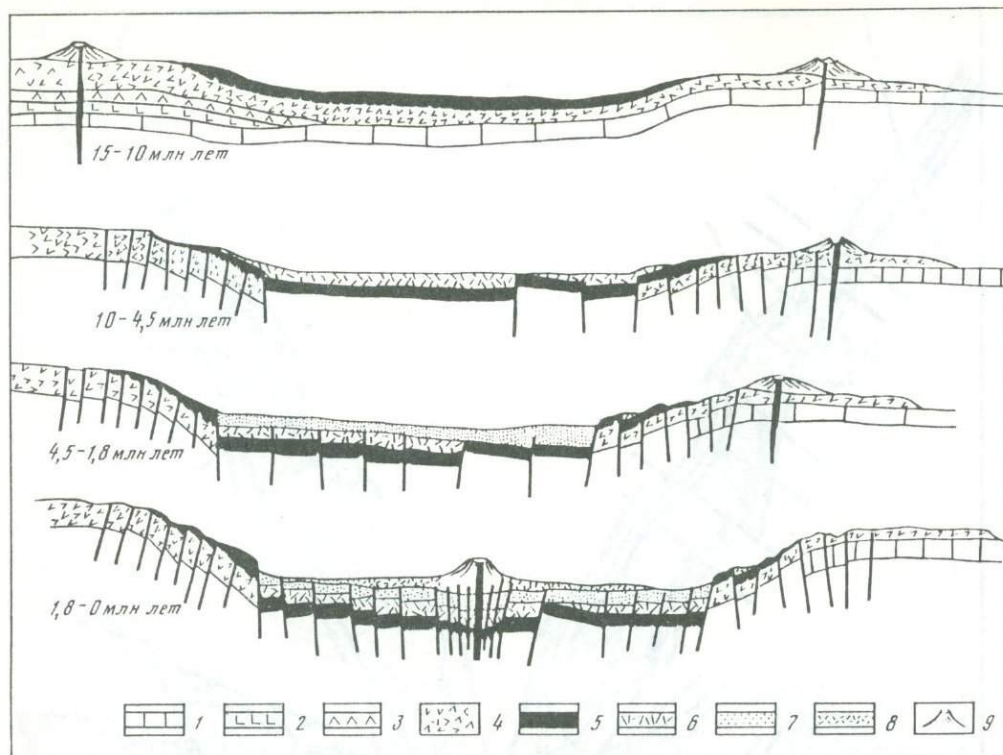 15–10 млн лет
10–4,5 млн лет
4,5–1,8 млн лет
1,8–0 млн лет
1 2 3 4 5 6 7 8 9